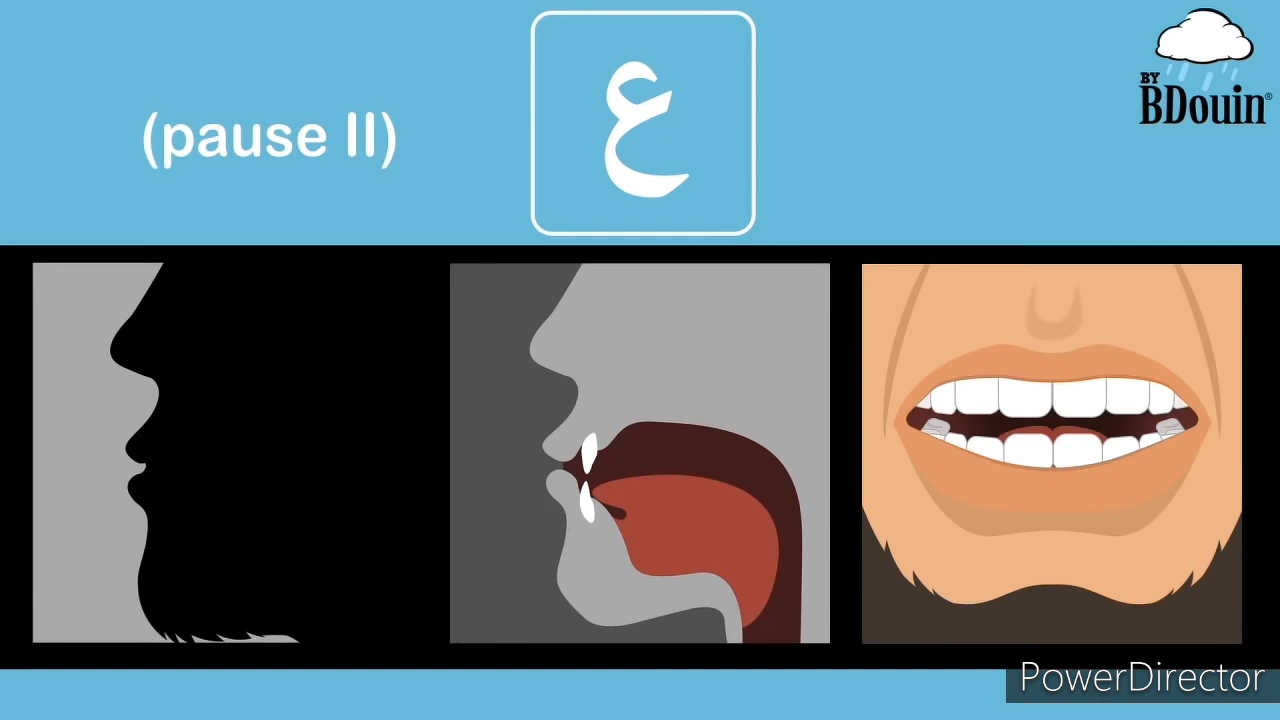 (pause II)
ع
BY
BDouin®
PowerDirector